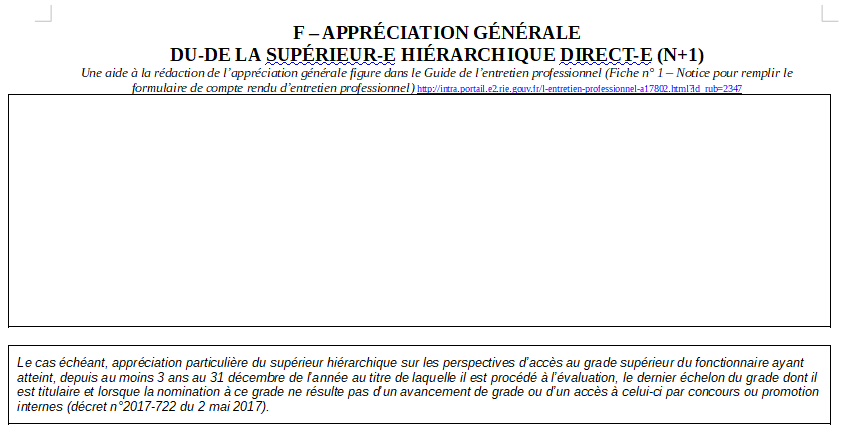 F – APPRÉCIATION GÉNÉRALE
DU-DE LA SUPÉRIEUR-E HIÉRARCHIQUE DIRECT-E (N+1)
Une aide à la rédaction de l'appréciation générale figure dans le Guide de l'entretien professionnel (Fiche n° 1 – Notice pour remplir le
formulaire de compte rendu d'entretien professionnel) http://intra.portail.e2.rie.gouv.fr/l-entretien-professionnel-a17802.html?id_rub=2347
Le cas échéant, appréciation particulière du supérieur hiérarchique sur les perspectives d'accès au grade supérieur du fonctionnaire ayant
atteint, depuis au moins 3 ans au 31 décembre de l'année au titre de laquelle il est procédé à l'évaluation, le dernier échelon du grade dont il
est titulaire et lorsque la nomination à ce grade ne résulte pas d'un avancement de grade ou d'un accès à celui-ci par concours ou promotion
internes (décret n°2017-722 du 2 mai 2017).